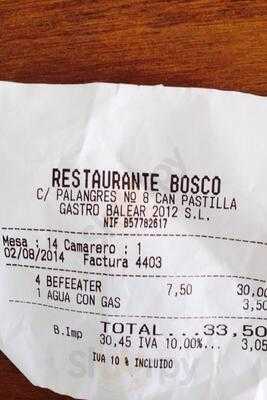 RESTAURANTE BOSCO
C/ PALANGRES Nº 8 CAN PASTILLA
GASTRO BALEAR 2012 S.L.
NIF B57782617
Mesa : 14 Camarero : 1
02/08/2014 Factura 4403
4 BEFEEATER 7,50 30,00
1 AGUA CON GAS 3,50
TOTAL...33,50
B.Imp 30,45 IVA 10,00%... 3,05
IVA 10 % INCLUIDO